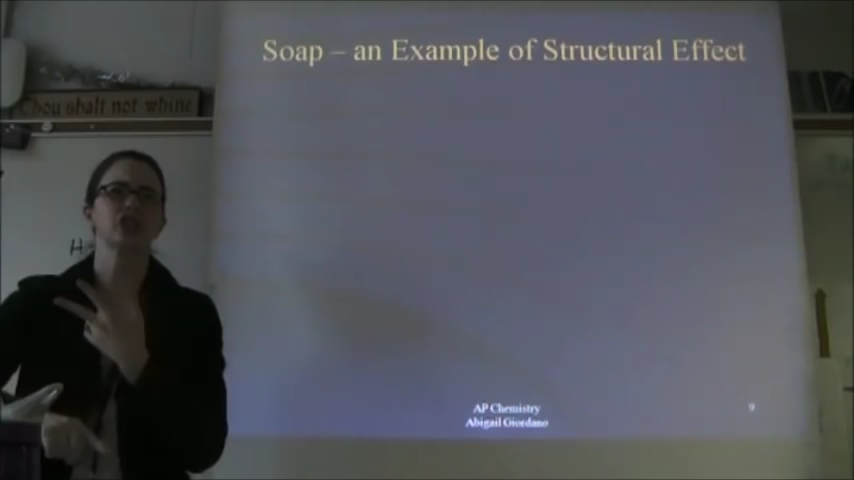 Soap – an Example of Structural Effect
Thou shalt not whine
H
AP Chemistry
Abigail Giordano
9